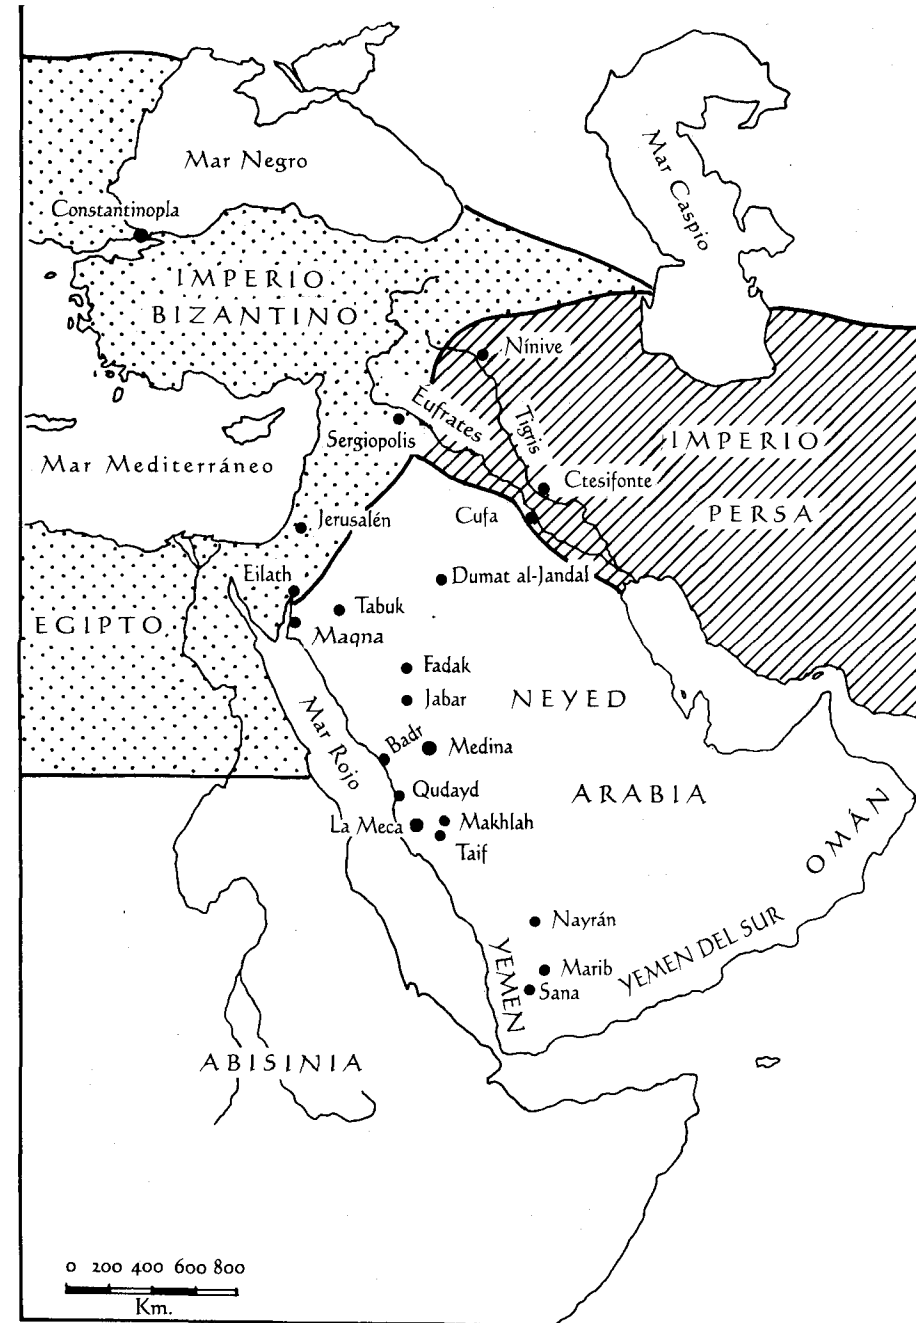 Mar Negro
Mar Caspio
Constantinopla
IMPERIO
BIZANTINO
Nínive
Eufrates
Tigris
IMPERIO
PERSA
Sergiopolis
Mar Mediterráneo
Ctesifonte
Jerusalén
Cufa
Eilath
Dumat al-Jandal
Tabuk
EGIPTO
Maqna
Fadak
Jabar
NEYED
Mar Rojo
Badr
Medina
Qudayd
ARABIA
La Meca
Makhlah
Taif
OMÁN
Nayrán
YEMEN
YEMEN DEL SUR
Marib
Sana
ABISINIA
0 200 400 600 800
Km.